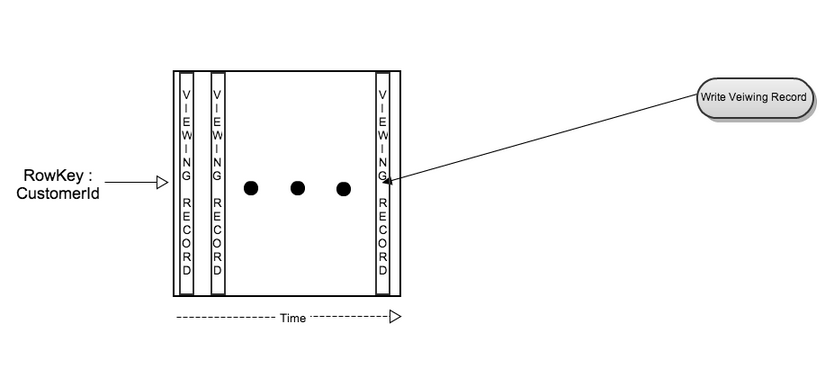 VIEWING RECORD
VIEWING RECORD
VIEWING RECORD
Write Veiwing Record
RowKey :
CustomerId
Time